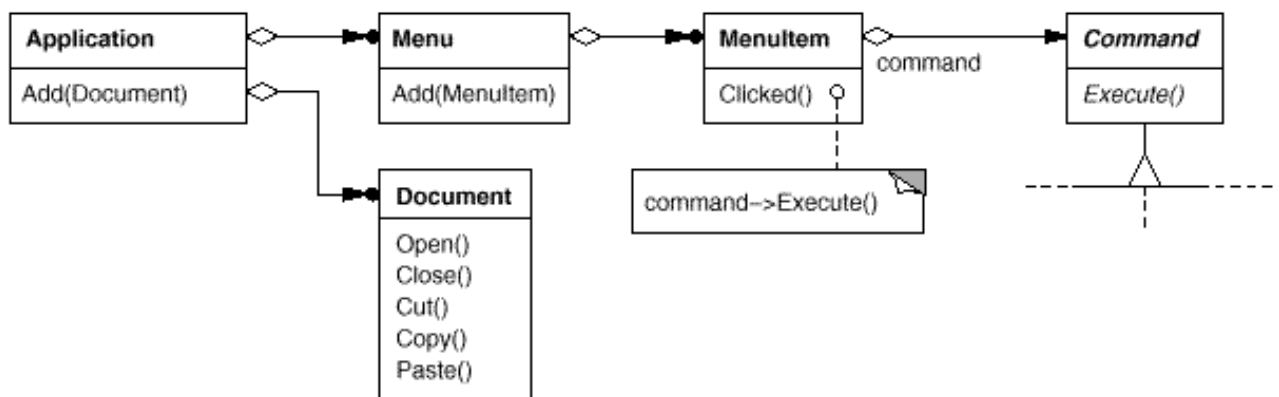 Application
Add(Document)
Menu
Add(MenuItem)
MenuItem
Clicked()
command
Command
Execute()
command->Execute()
Document
Open()
Close()
Cut()
Copy()
Paste()